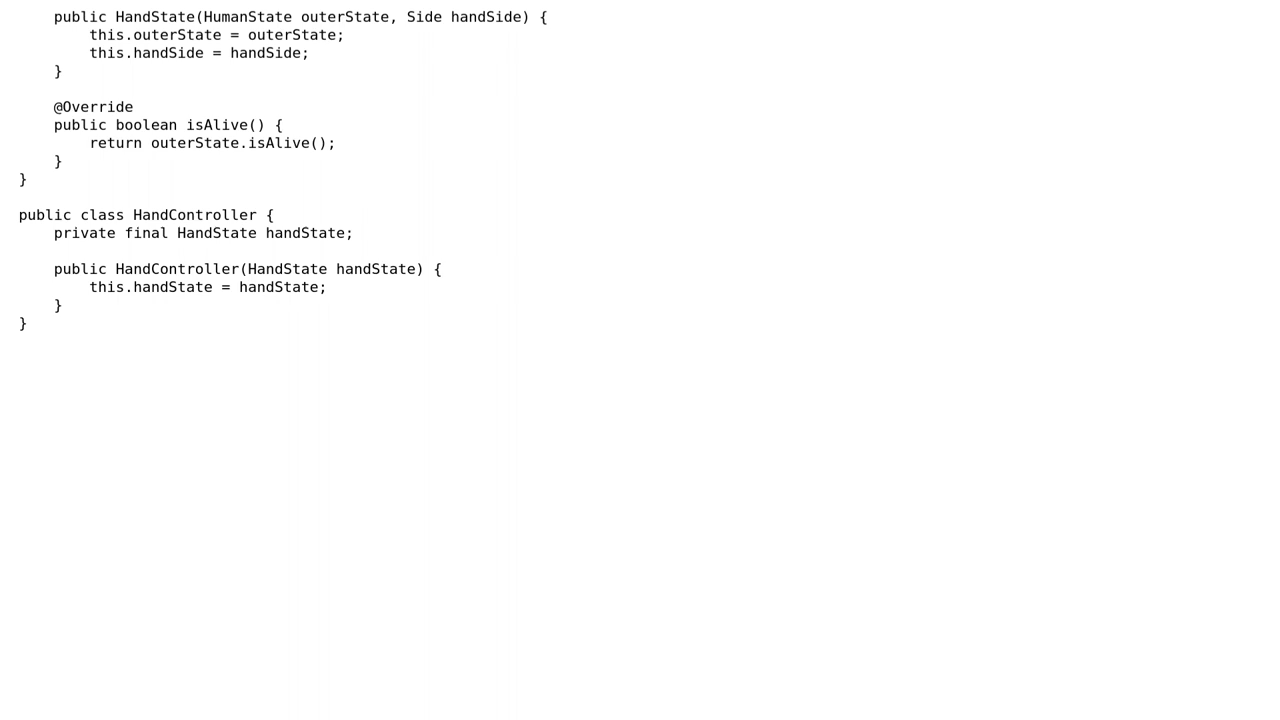 public HandState(HumanState outerState, Side handSide) {
        this.outerState = outerState;
        this.handSide = handSide;
    }

    @Override
    public boolean isAlive() {
        return outerState.isAlive();
    }
}

public class HandController {
    private final HandState handState;

    public HandController(HandState handState) {
        this.handState = handState;
    }
}